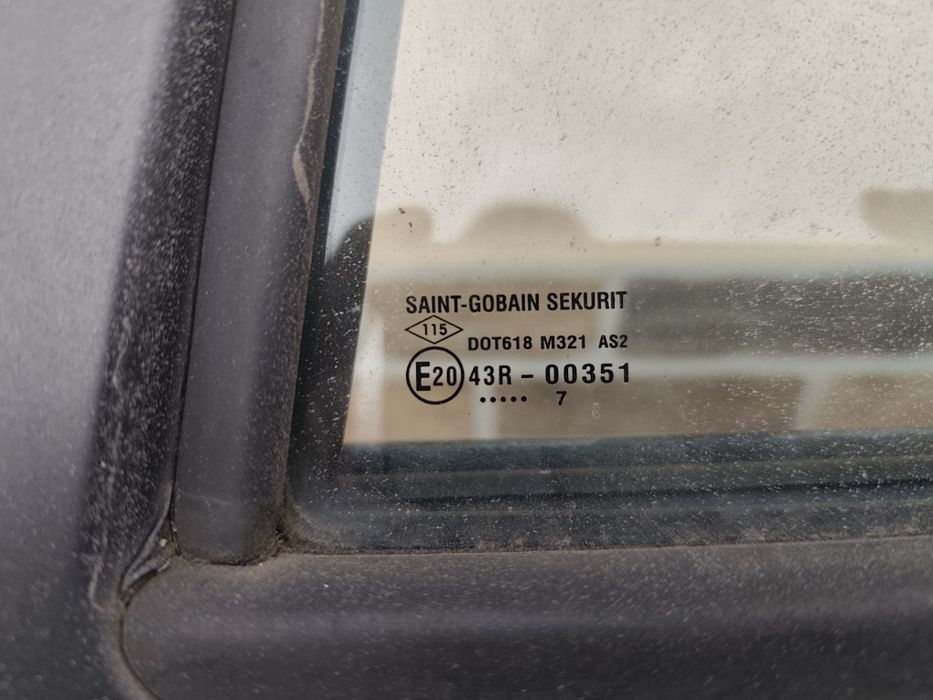 SAINT-GOBAIN SEKURIT
115
DOT618 M321 AS2
E20 43R - 00351
••••• 7